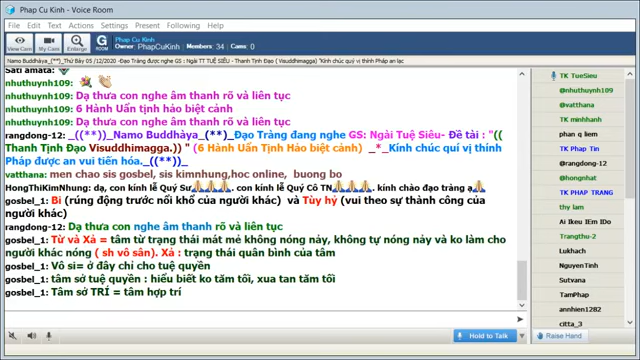 Phap Cu Kinh - Voice Room
File Edit Text Actions Settings Present Following Help
View Cam My Cam Enlarge Room
Phap Cu Kinh
Owner PhapCuKinh Members: 34 Cams: 0
Namo Buddhàya_(**)_Thứ Bảy 05 /12/2020 -Đạo Tràng được nghe GS : Ngài TT TUỆ SIÊU - Thanh Tịnh Đạo ( Visuddhimagga) "Kính chúc quý vị thính Pháp an lạc
Sati amata:
nhuthuynh109:
nhuthuynh109: Dạ thưa con nghe âm thanh rõ và liên tục
nhuthuynh109: 6 Hành Uẩn tịnh hảo biệt cảnh
nhuthuynh109: Dạ thưa con nghe âm thanh rõ và liên tục
rangdong-12: _((**))_Namo Buddhàya_(**)_Đạo Tràng đang nghe GS: Ngài Tuệ Siêu- Đề tài : "((
Thanh Tịnh Đạo Visuddimagga.)) " (6 Hành Uẩn Tịnh Hảo biệt cảnh) _*_Kính chúc quí vị thính
Pháp được an vui tiến hóa._((**))_
vatthana: men chao sis gosbel, sis kimnhung,hoc online, buong bo
HongThiKimNhung: dạ, con kính lễ Quý Sư. con kính lễ Quý Cô TN. kính chào đạo tràng ạ
gosbel_1: Bi (rúng động trước nổi khổ của người khác) và Tùy hỷ (vui theo sự thành công của
người khác)
rangdong-12: Dạ thưa con nghe âm thanh rõ và liên tục
gosbel_1: Từ và Xả = tâm từ trạng thái mát mẻ không nóng nảy, không tự nóng nảy và ko làm cho
người khác nóng ( sh vô sân). Xả : trạng thái quân bình của tâm
gosbel_1: Vô si= ở đây chỉ cho tuệ quyền
gosbel_1: tâm sở tuệ quyền : hiểu biết ko tăm tối, xua tan tăm tối
gosbel_1: Tâm sở TRÍ = tâm hợp trí
TK TueSieu
@nhuthuynh109
@vatthana
TK minhhanh
phan q liem
TK Phap Tin
@rangdong-12
@hongnhat
TK PHÁP TRANG
thy lam
Ai Ikeu IEm IDo
Trangthu-2
Lukhach
NguyenTinh
Sutvana
TamPhap
annhien12872
citta_3
Hold to Talk
Raise Hand